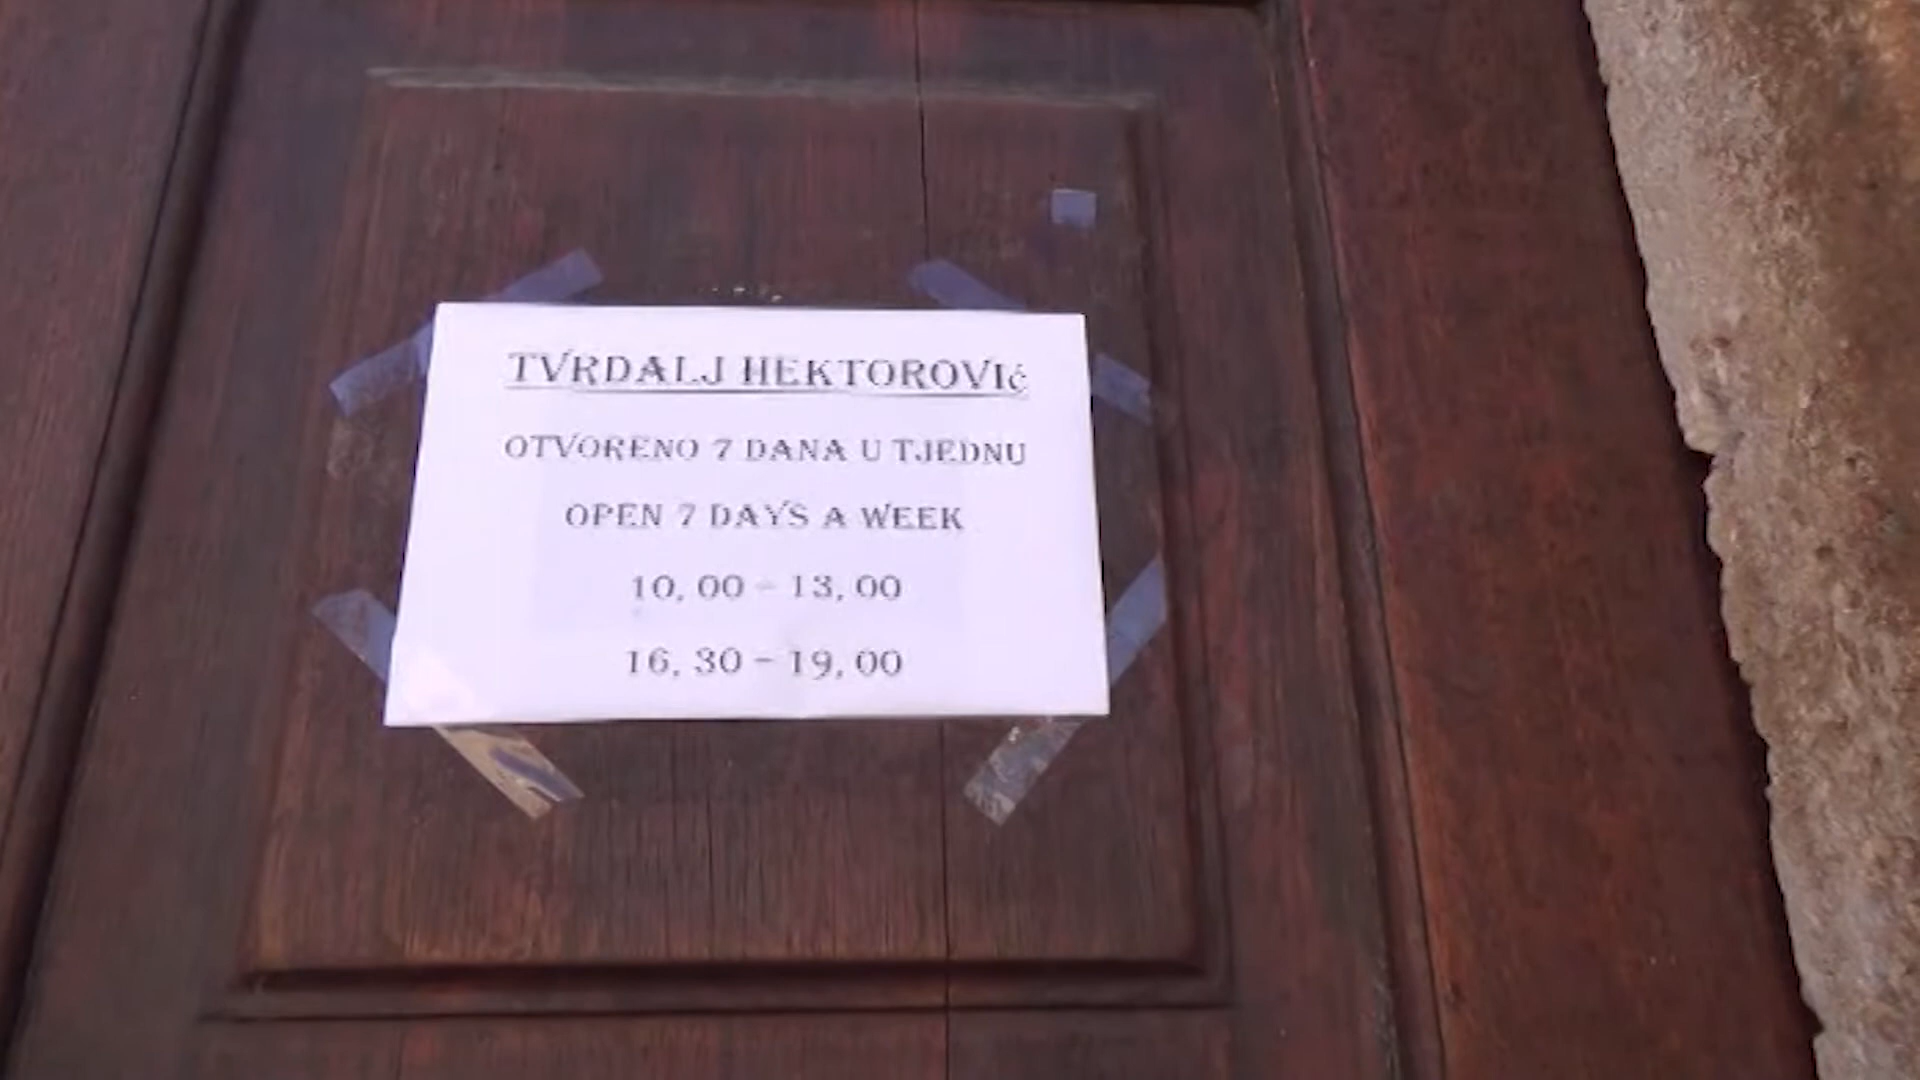 TVRDALJ HEKTOROVIć
OTVORENO 7 DANA U TJEDNU
OPEN 7 DAYS A WEEK
10,00 - 13,00
16,30 - 19,00